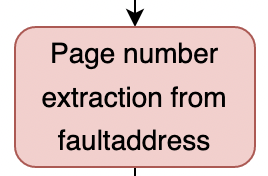 Page number
extraction from
faultaddress